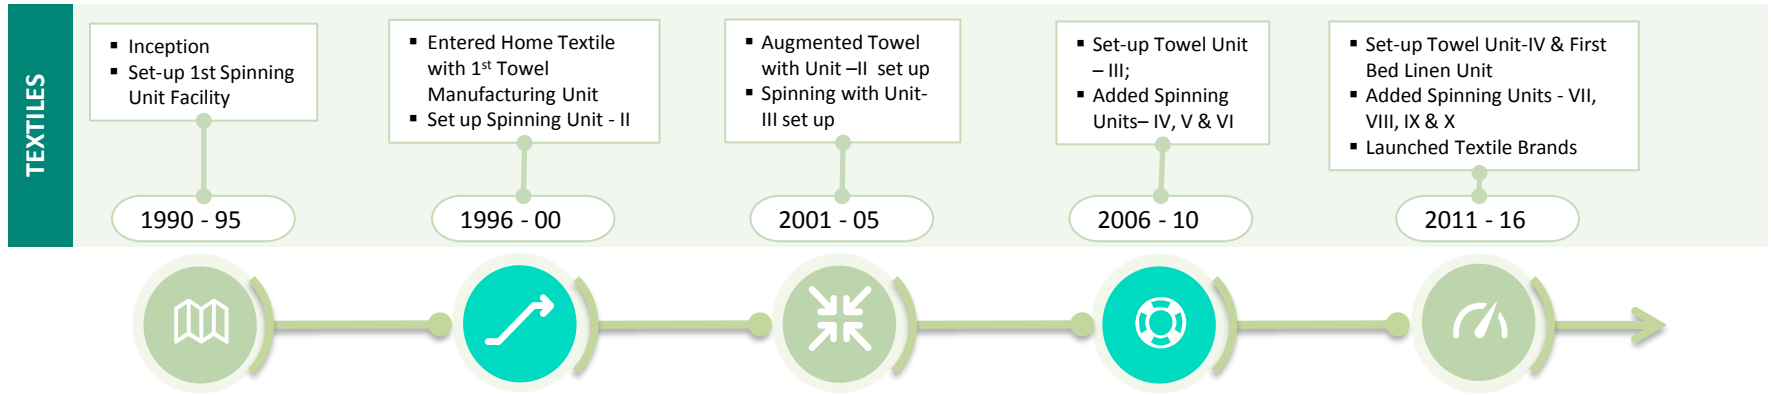 TEXTILES
▪ Inception
▪ Set-up 1st Spinning
Unit Facility
1990 - 95
▪ Entered Home Textile
with 1st Towel
Manufacturing Unit
▪ Set up Spinning Unit - II
1996 - 00
▪ Augmented Towel
with Unit –II set up
▪ Spinning with Unit-
III set up
2001 - 05
▪ Set-up Towel Unit
– III;
▪ Added Spinning
Units– IV, V & VI
2006 - 10
▪ Set-up Towel Unit-IV & First
Bed Linen Unit
▪ Added Spinning Units - VII,
VIII, IX & X
▪ Launched Textile Brands
2011 - 16